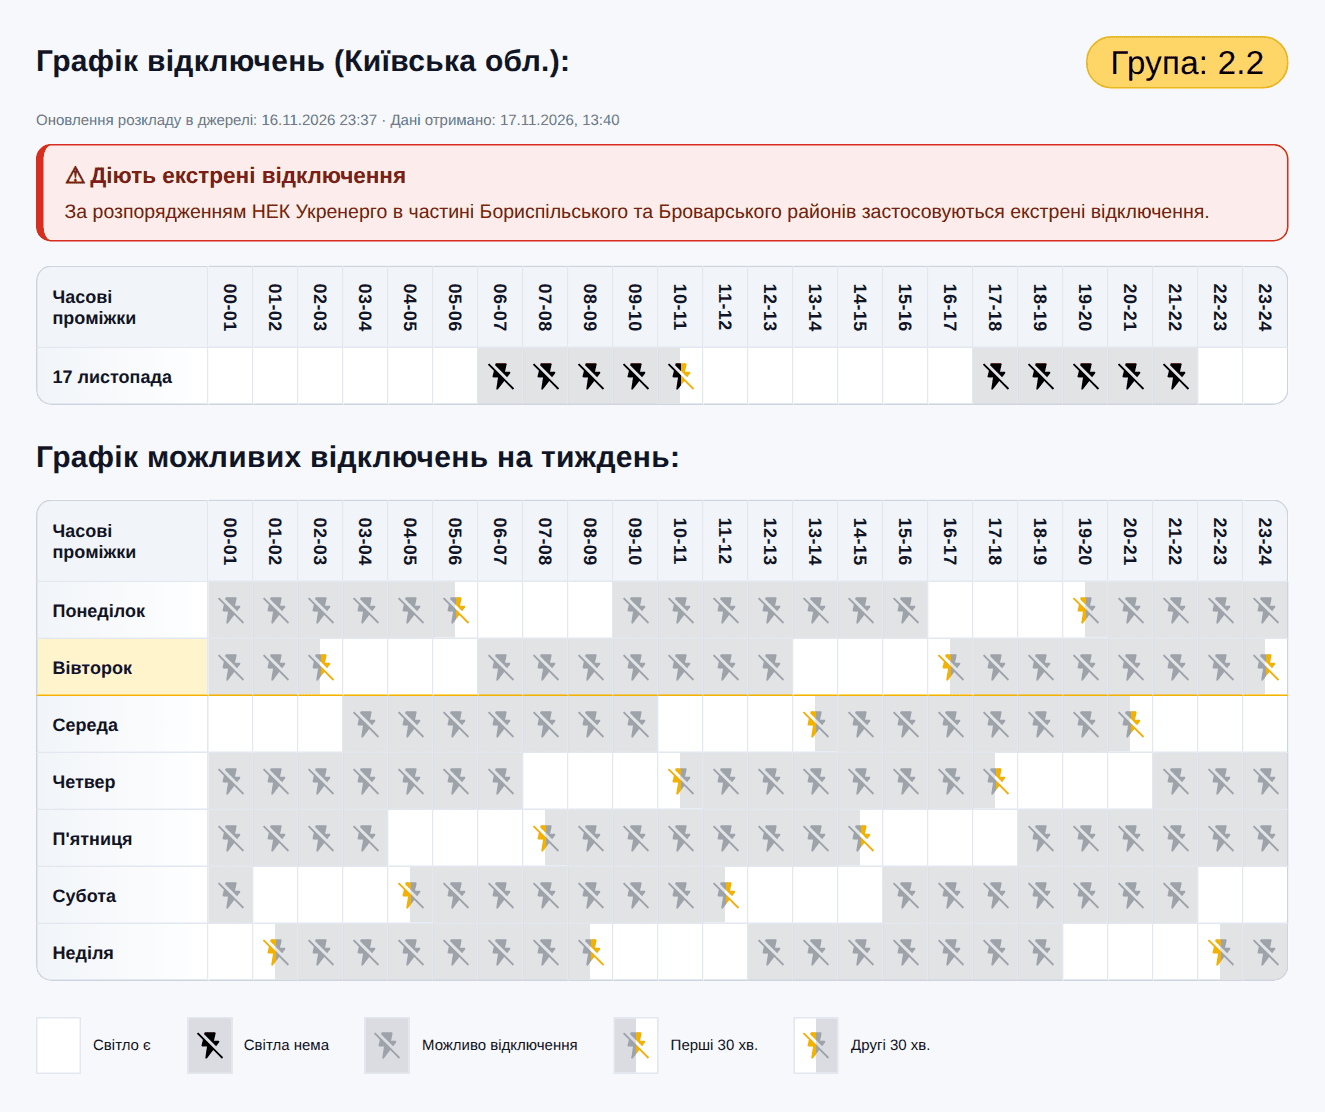 Графік відключень (Київська обл.):
Група: 2.2
Оновлення розкладу в джерелі: 16.11.2026 23:37 · Дані отримано: 17.11.2026, 13:40
⚠ Діють екстрені відключення
За розпорядженням НЕК Укренерго в частині Бориспільського та Броварського районів застосовуються екстрені відключення.
Часові
проміжки
00-01 01-02 02-03 03-04 04-05 05-06 06-07 07-08 08-09 09-10 10-11 11-12 12-13 13-14 14-15 15-16 16-17 17-18 18-19 19-20 20-21 21-22 22-23 23-24
17 листопада
Графік можливих відключень на тиждень:
Часові
проміжки
00-01 01-02 02-03 03-04 04-05 05-06 06-07 07-08 08-09 09-10 10-11 11-12 12-13 13-14 14-15 15-16 16-17 17-18 18-19 19-20 20-21 21-22 22-23 23-24
Понеділок
Вівторок
Середа
Четвер
П'ятниця
Субота
Неділя
Світло є
Світла нема
Можливо відключення
Перші 30 хв.
Другі 30 хв.